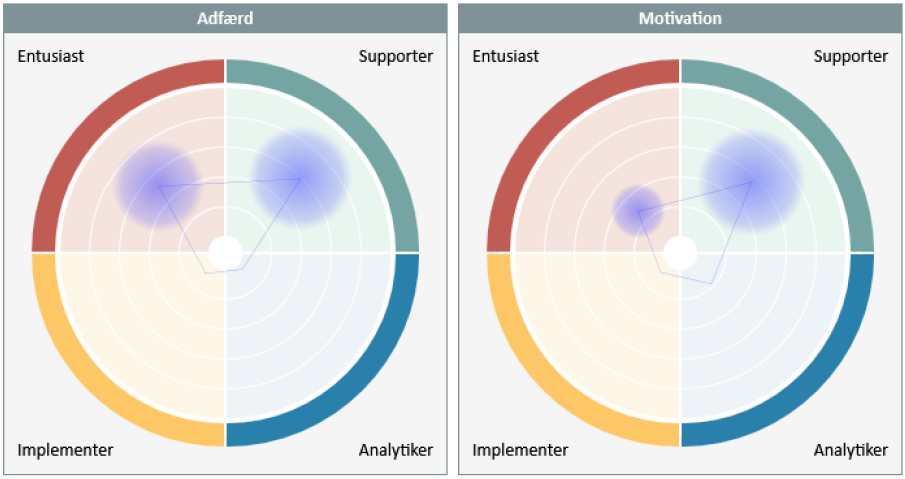 Adfærd
Entusiast
Supporter
Implementer
Analytiker
Motivation
Entusiast
Supporter
Implementer
Analytiker